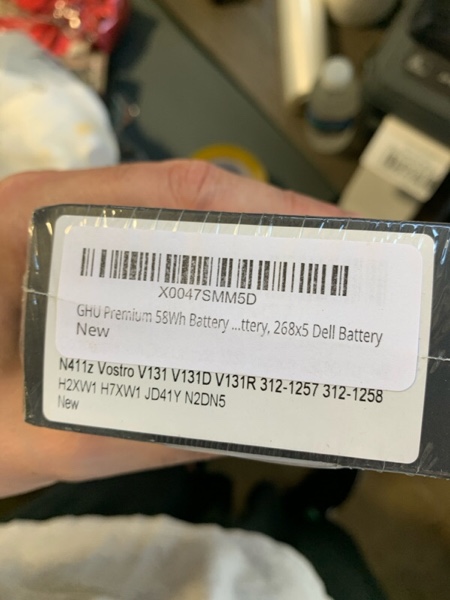 X0047SMM5D
GHU Premium 58Wh Battery ...ttery, 268x5 Dell Battery
New
N411z Vostro V131 V131D V131R 312-1257 312-1258
H2XW1 H7XW1 JD41Y N2DN5
New